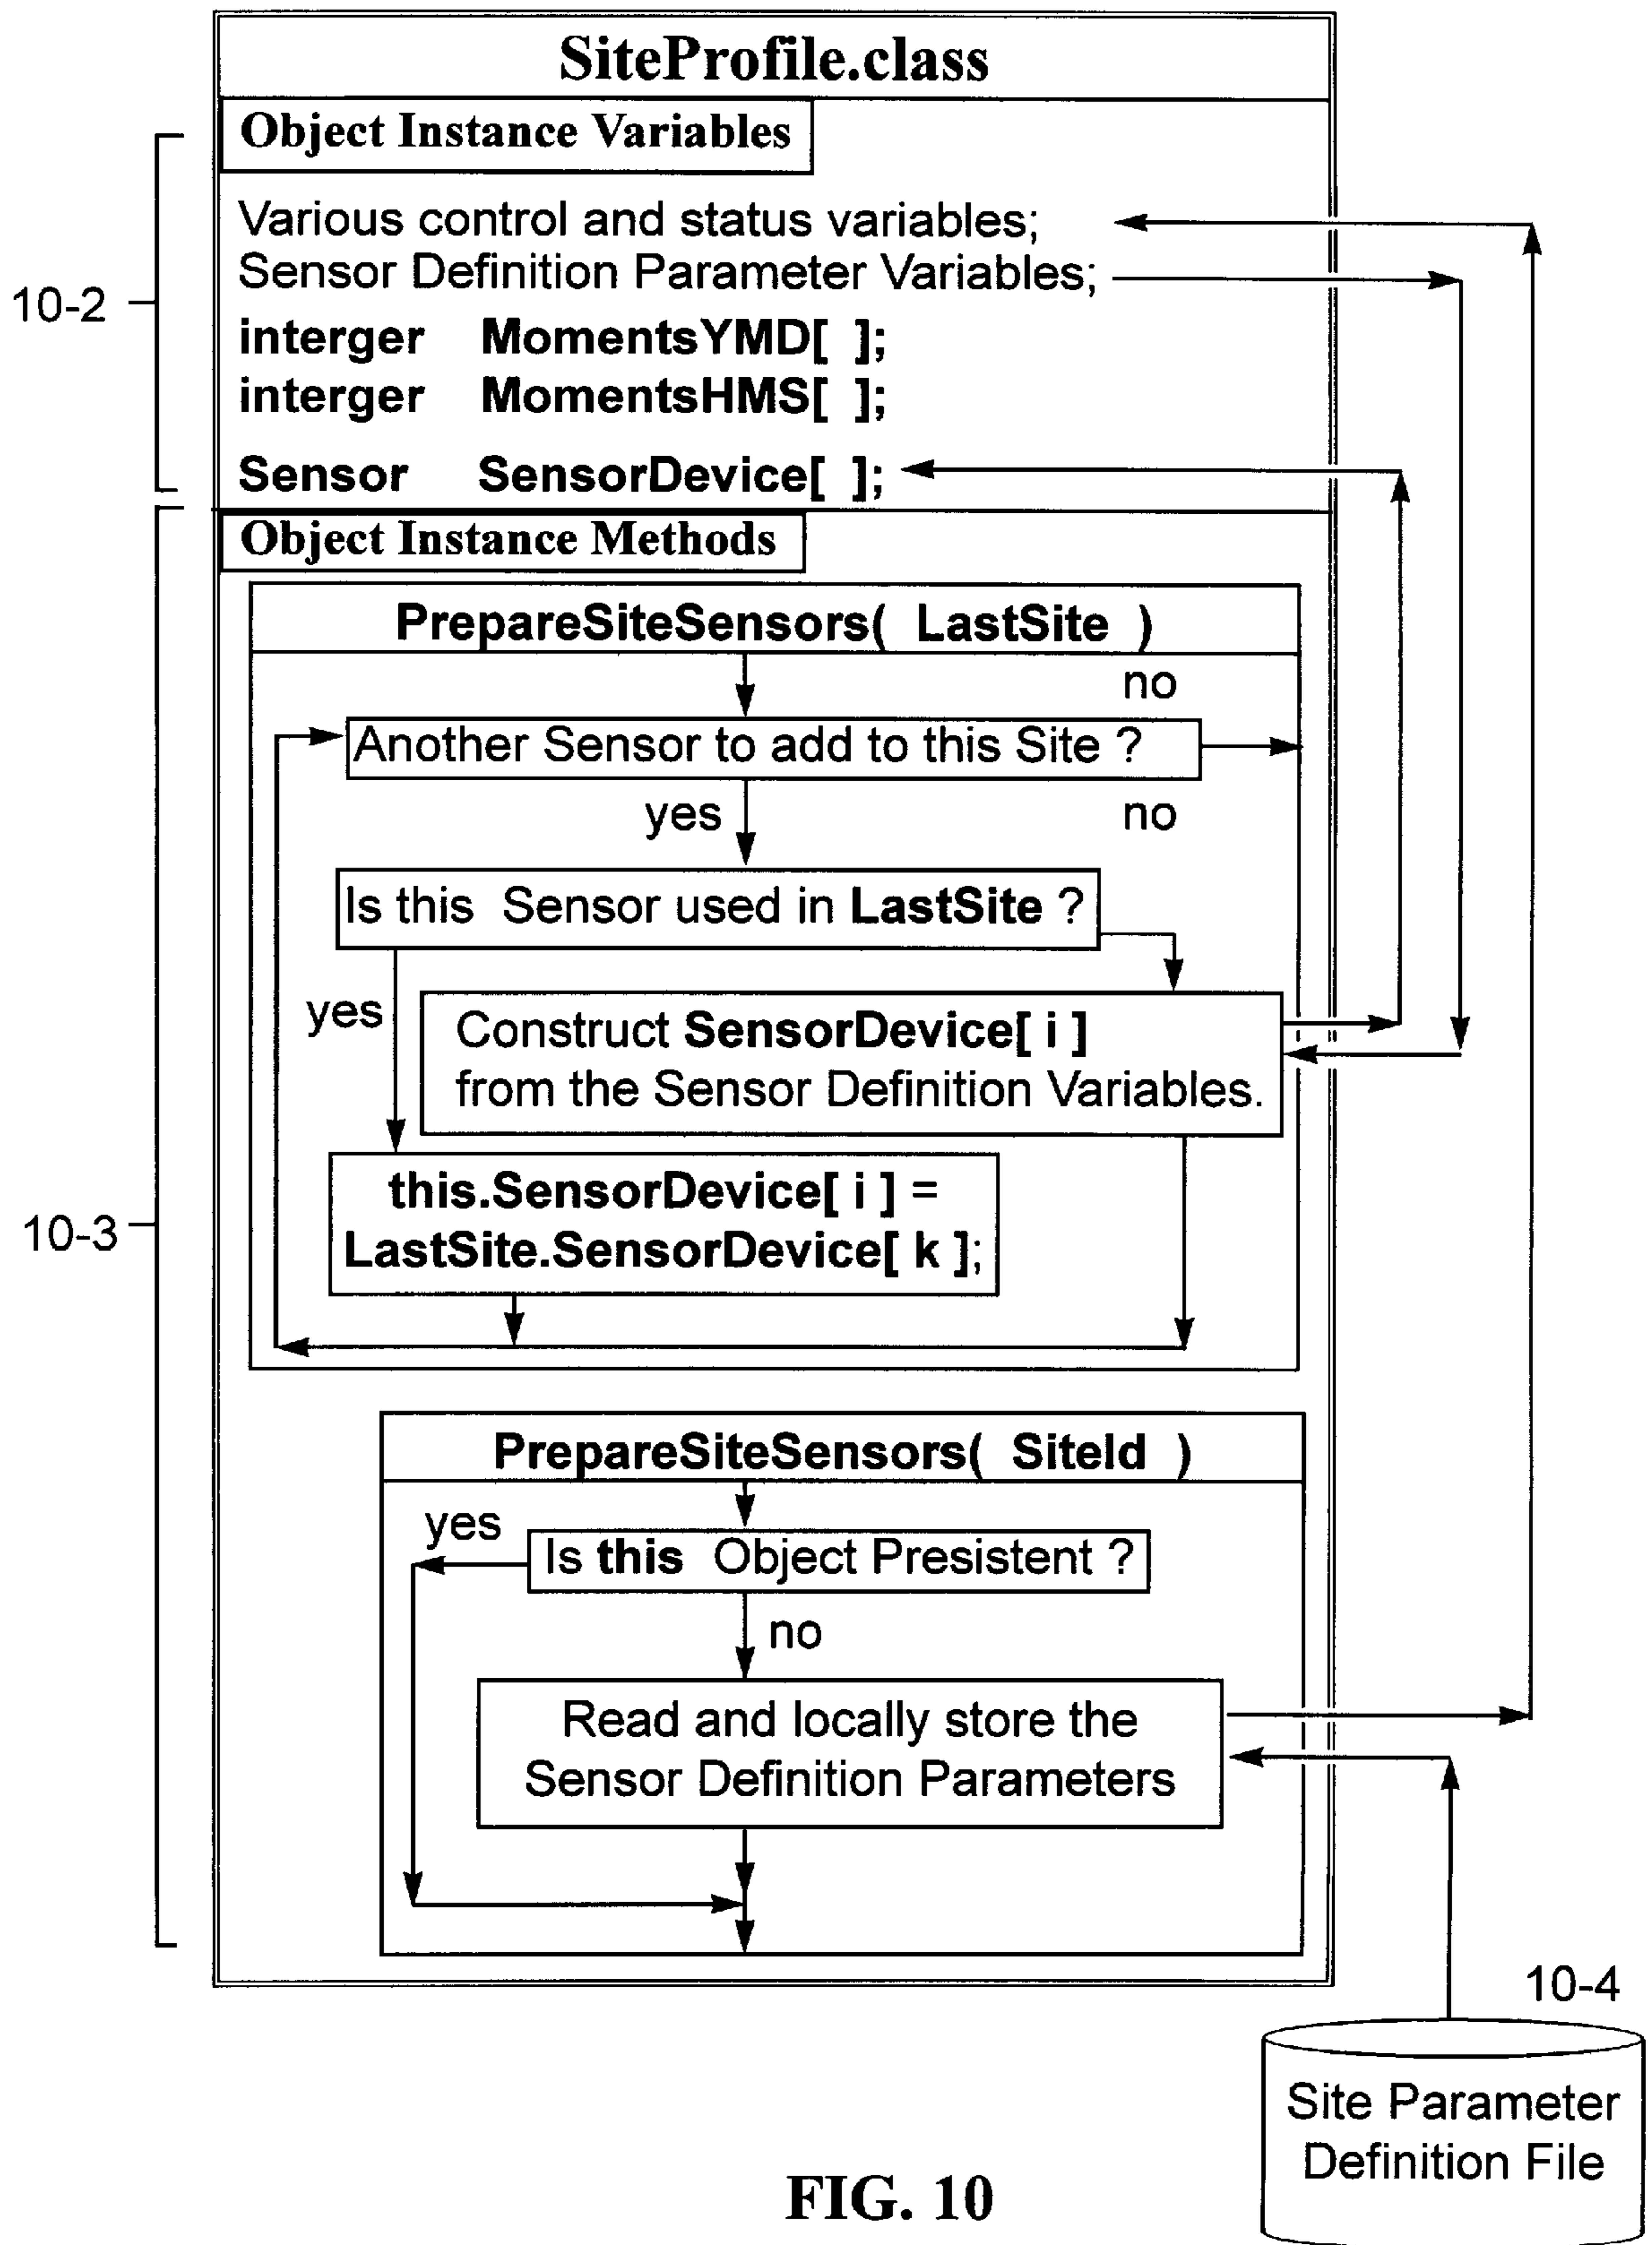 SiteProfile.class
Object Instance Variables
Various control and status variables;
Sensor Definition Parameter Variables;
10-2
interger MomentsYMD[ ];
interger MomentsHMS[ ];
Sensor SensorDevice[ ];
Object Instance Methods
PrepareSiteSensors( LastSite )
no
Another Sensor to add to this Site ?
yes
no
Is this Sensor used in LastSite ?
yes
Construct SensorDevice[ i ]
from the Sensor Definition Variables.
this.SensorDevice[ i ] =
LastSite.SensorDevice[ k ];
10-3
PrepareSiteSensors( SiteId )
yes
Is this Object Presistent ?
no
Read and locally store the
Sensor Definition Parameters
10-4
Site Parameter
Definition File
FIG. 10